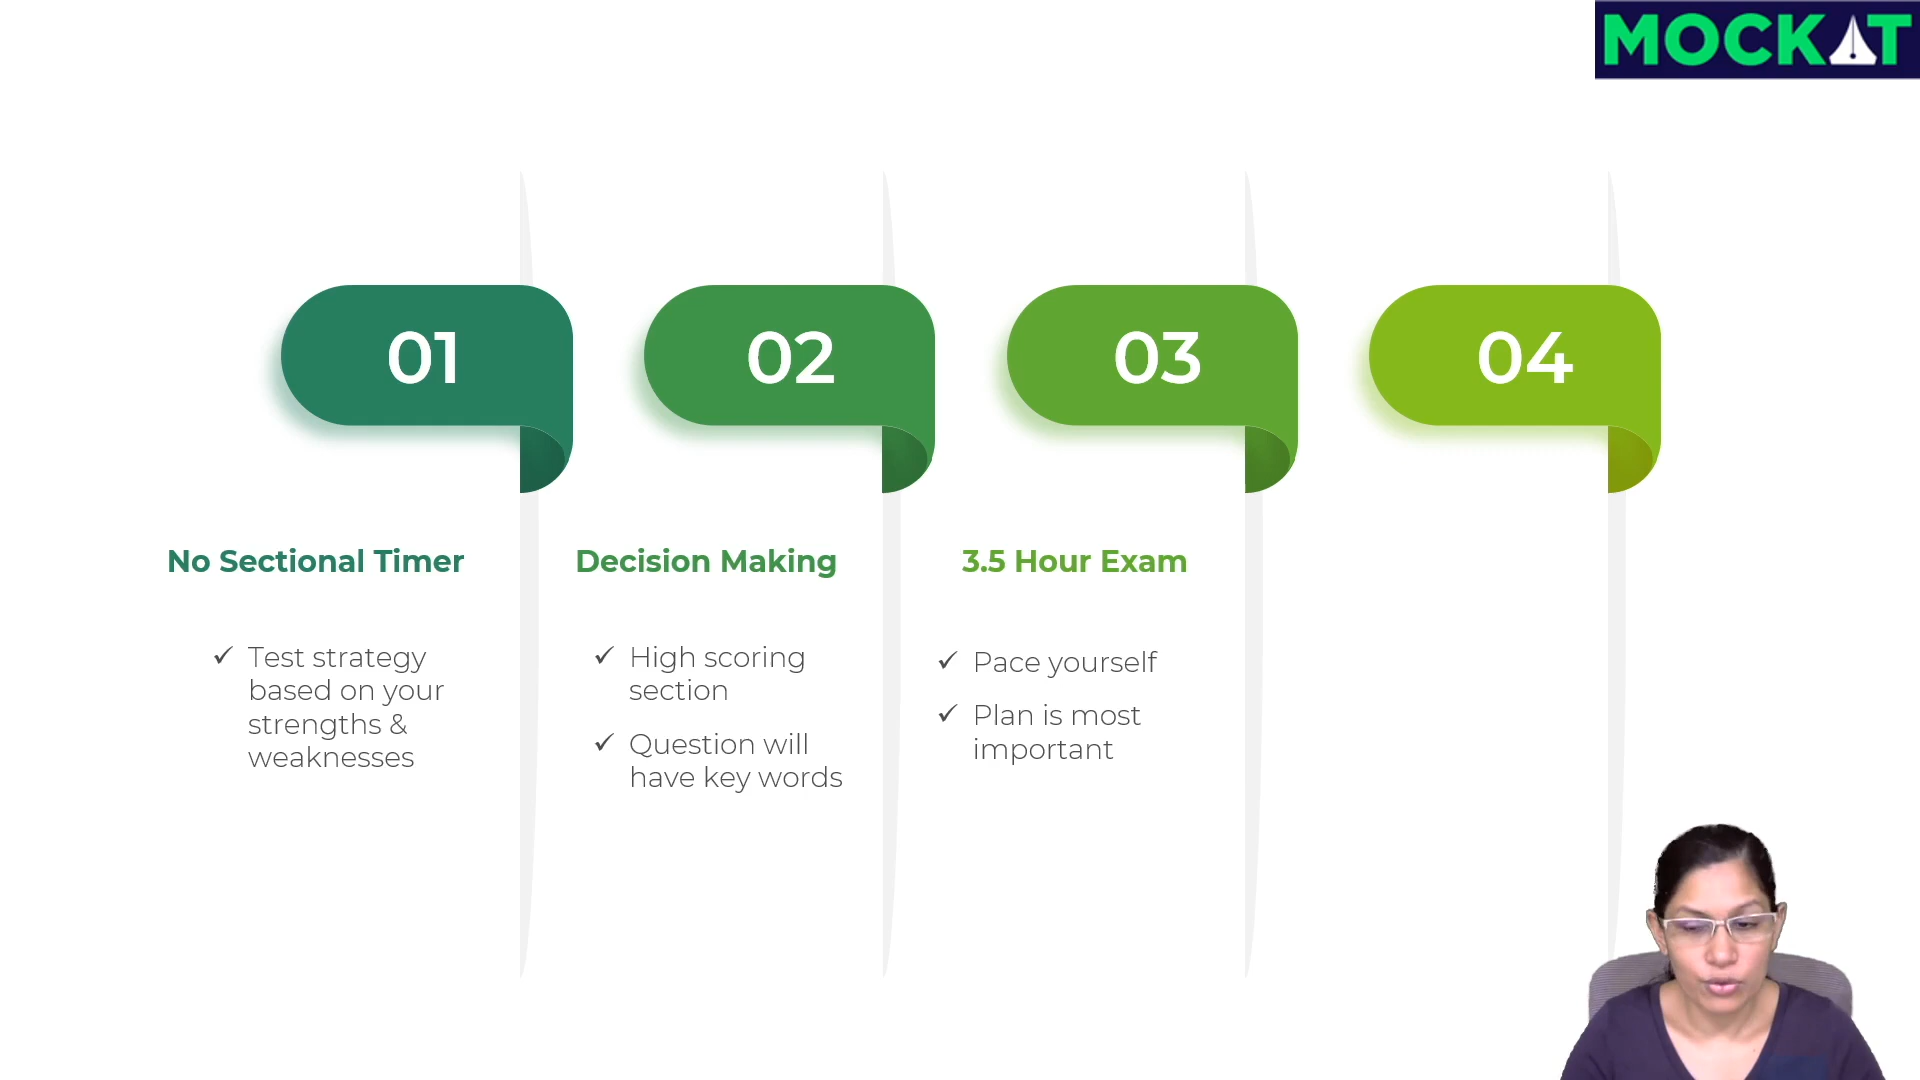 MOCKAT
01
02
03
04
No Sectional Timer
Decision Making
3.5 Hour Exam
✓ Test strategy
based on your
strengths &
weaknesses
✓ High scoring
section
✓ Question will
have key words
✓ Pace yourself
✓ Plan is most
important